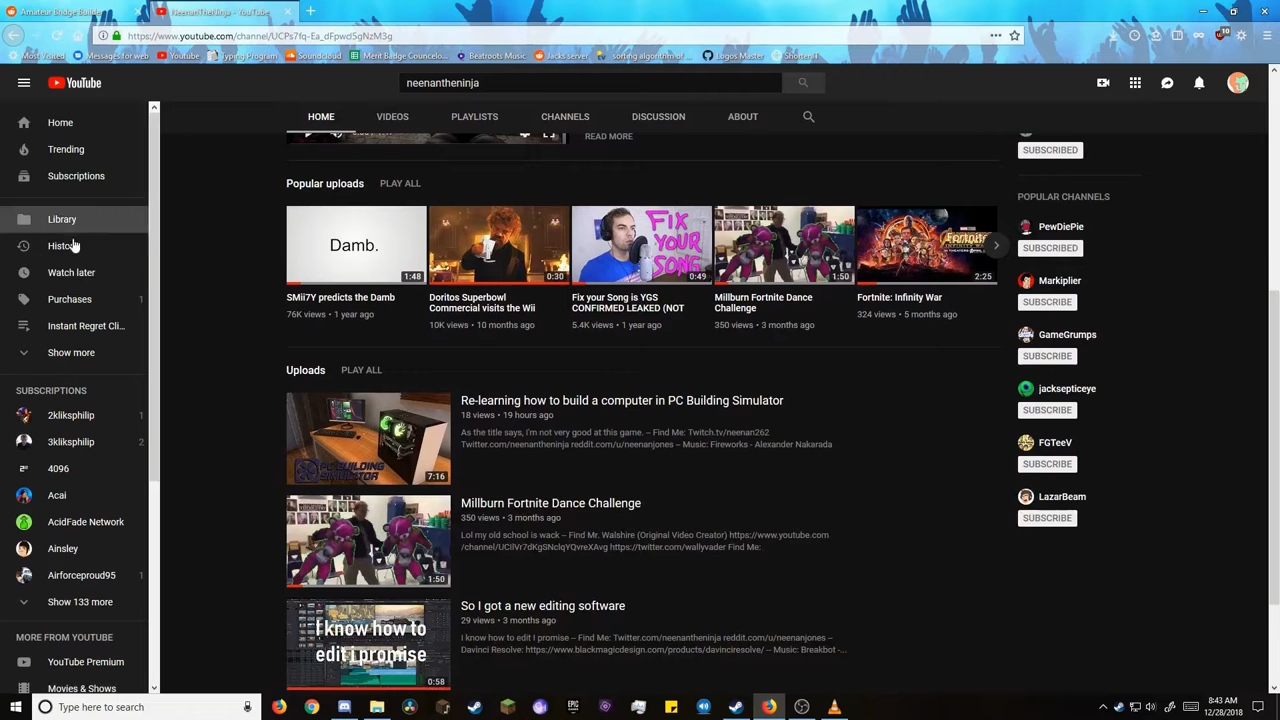 Amateur Bridge Builder
NeenanTheNinja - YouTube
https://www.youtube.com/channel/UCPs7fq-Ea_dFpwd5gNzM3g
10
Most Visited
Messages for web
Youtube
Typing Program
Soundcloud
Merit Badge Councelo...
Beatroots Music
Jacks server
sorting algorithm of...
Logos Master
YouTube
neenantheninja
Home
Trending
Subscriptions
Library
History
Watch later
Purchases
1
Instant Regret Cli...
Show more
SUBSCRIPTIONS
2kliksphilip
1
3kliksphilip
2
4096
Acai
AcidFade Network
Ainsley
Airforceproud95
1
Show 133 more
MORE FROM YOUTUBE
YouTube Premium
Movies & Shows
HOME
VIDEOS
PLAYLISTS
CHANNELS
DISCUSSION
ABOUT
READ MORE
Popular uploads
PLAY ALL
Damb.
1:48
SMii7Y predicts the Damb
76K views • 1 year ago
0:30
Doritos Superbowl
Commercial visits the Wii
10K views • 10 months ago
FIX
YOUR
SONG
0:49
Fix your Song is YGS
CONFIRMED LEAKED (NOT
5.4K views • 1 year ago
1:50
Millburn Fortnite Dance
Challenge
350 views • 3 months ago
2:25
Fortnite: Infinity War
324 views • 5 months ago
Uploads
PLAY ALL
7:16
Re-learning how to build a computer in PC Building Simulator
18 views • 19 hours ago
As the title says, I'm not very good at this game. -- Find Me: Twitch.tv/neenan262
Twitter.com/neenantheninja reddit.com/u/neenanjones -- Music: Fireworks - Alexander Nakarada
1:50
Millburn Fortnite Dance Challenge
350 views • 3 months ago
Lol my old school is wack -- Find Mr. Walshire (Original Video Creator) https://www.youtube.com
/channel/UCilVr7dKgSNclqYQvreXAvg https://twitter.com/wallyvader Find Me:
I know how to
edit I promise
0:58
So I got a new editing software
29 views • 3 months ago
I know how to edit I promise -- Find Me: Twitter.com/neenantheninja reddit.com/u/neenanjones --
Davinci Resolve: https://www.blackmagicdesign.com/products/davinciresolve/ -- Music: Breakbot -...
SUBSCRIBED
POPULAR CHANNELS
PewDiePie
SUBSCRIBED
Markiplier
SUBSCRIBE
GameGrumps
SUBSCRIBE
jacksepticeye
SUBSCRIBE
FGTeeV
SUBSCRIBE
LazarBeam
SUBSCRIBE
Type here to search
EPIC
8:43 AM
12/28/2018